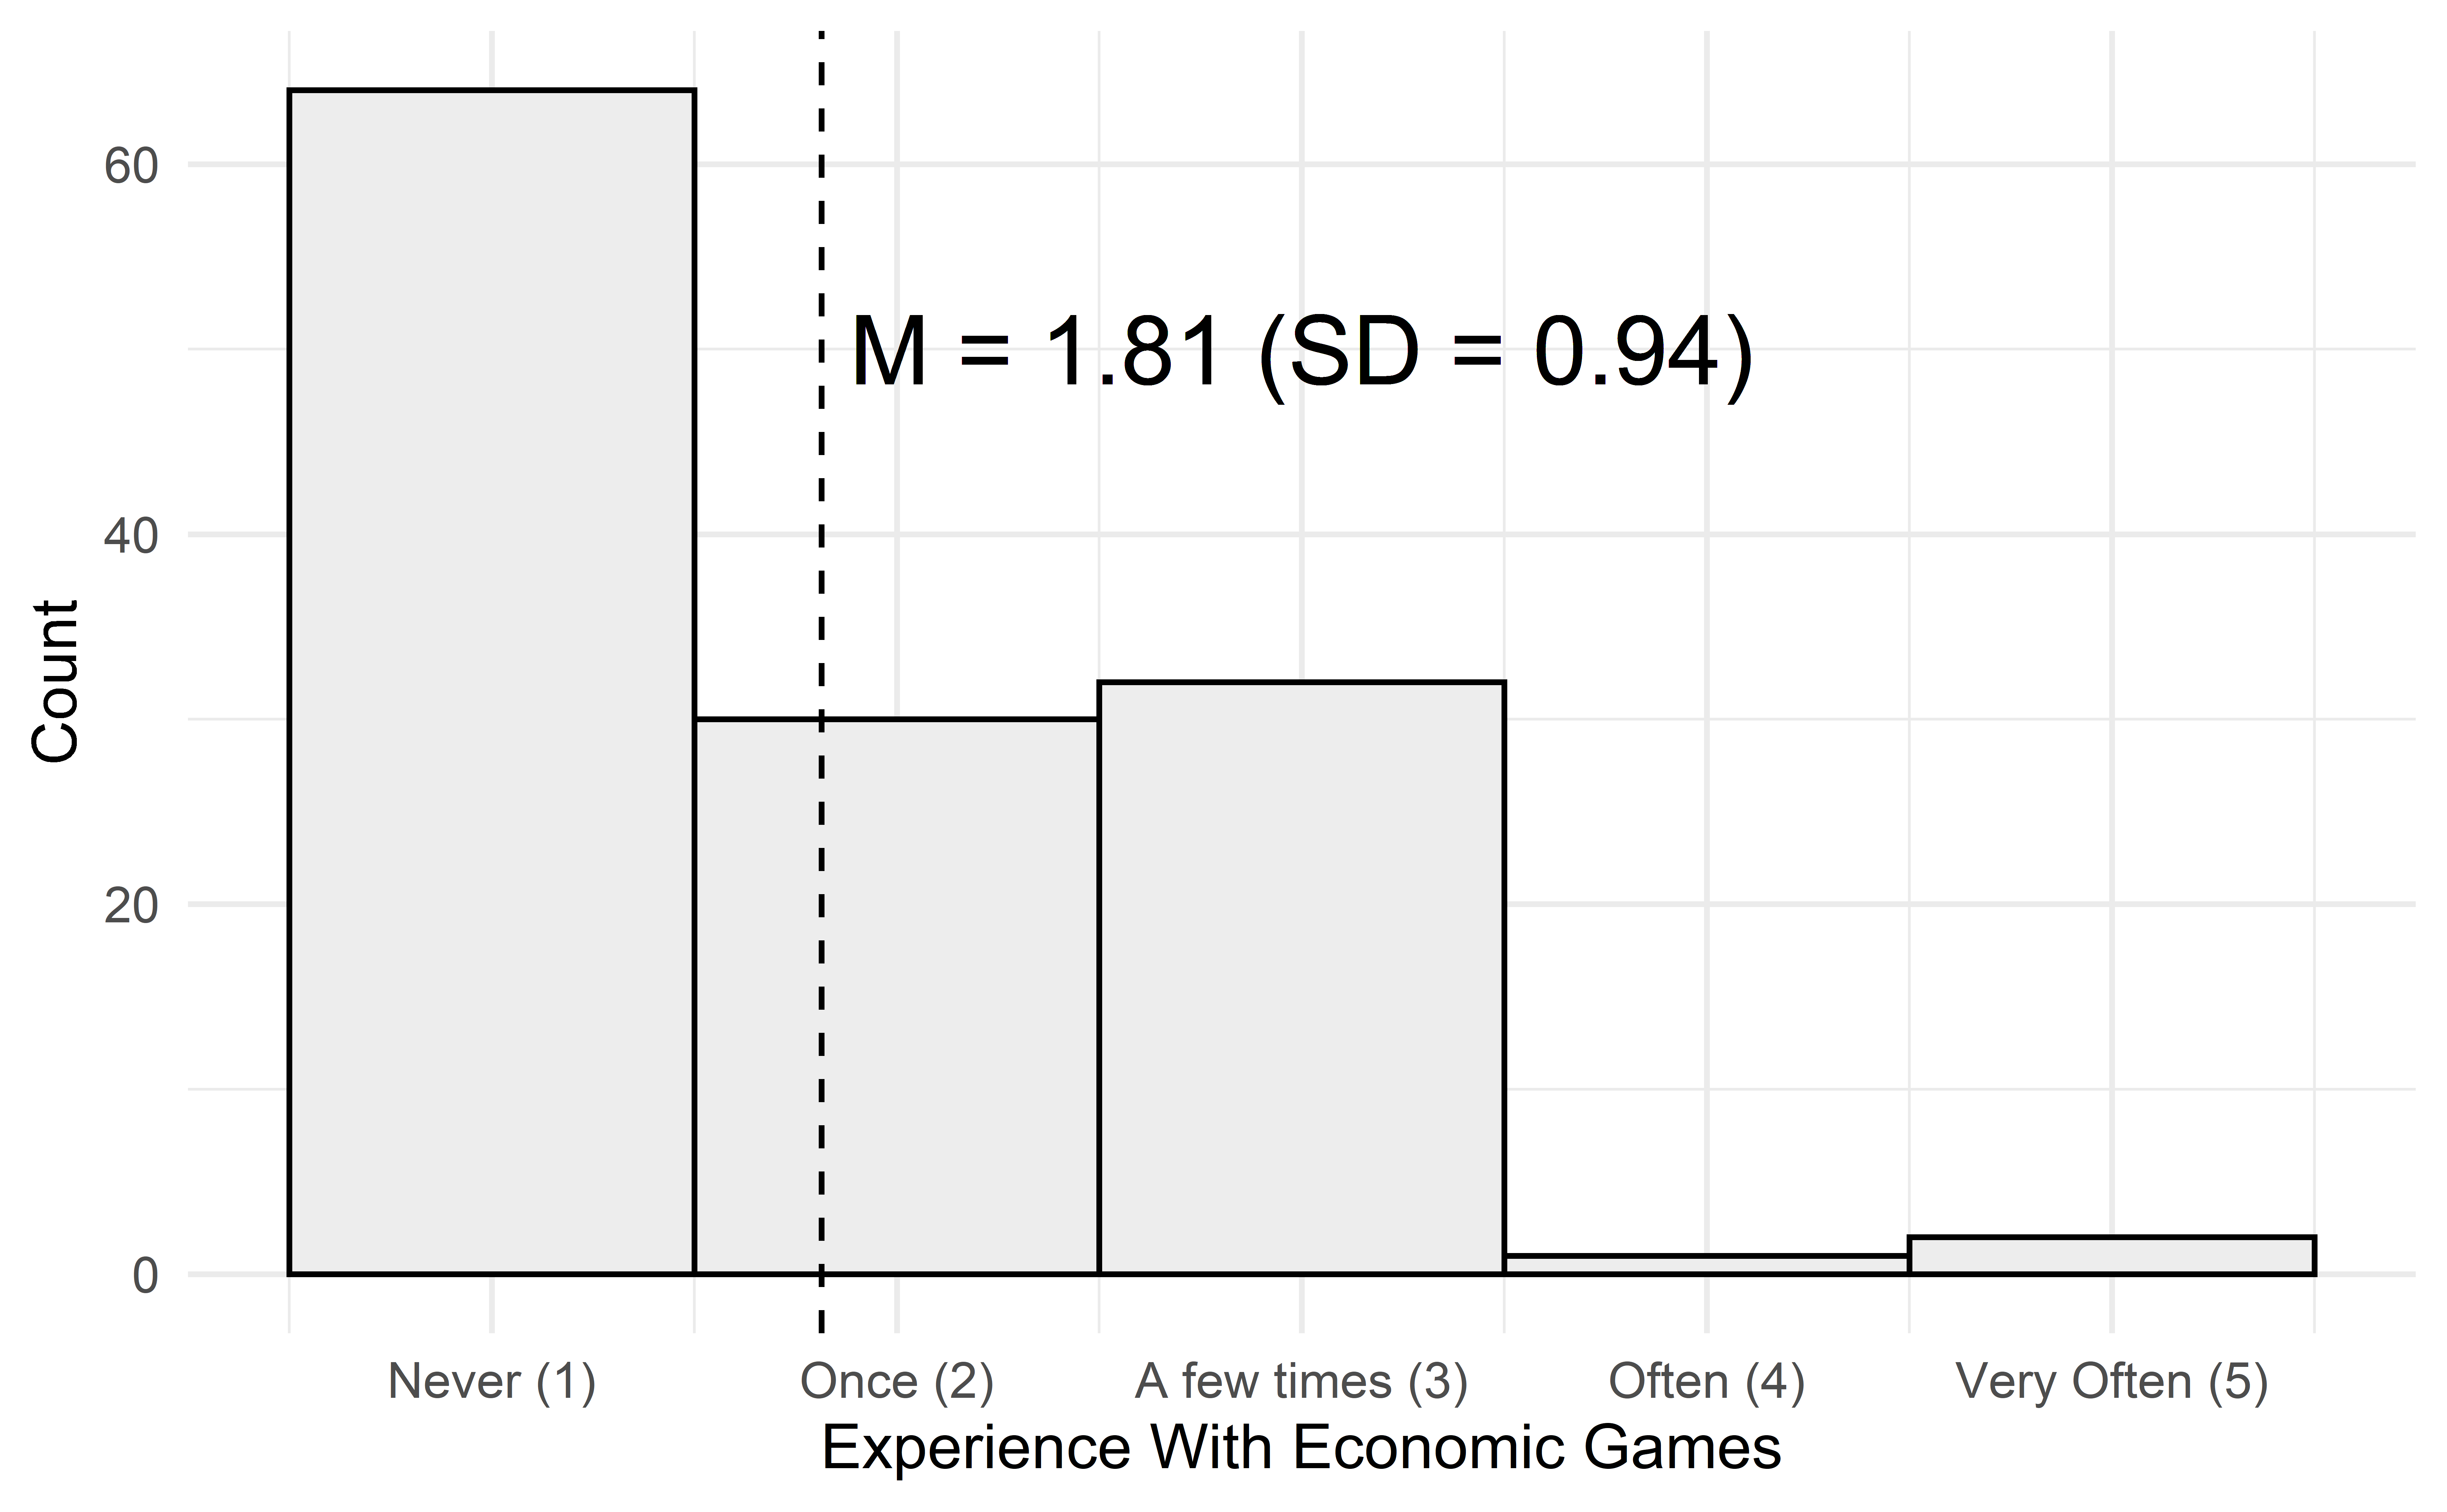 60
40
20
0
Count
M = 1.81 (SD = 0.94)
Never (1)
Once (2)
A few times (3)
Often (4)
Very Often (5)
Experience With Economic Games